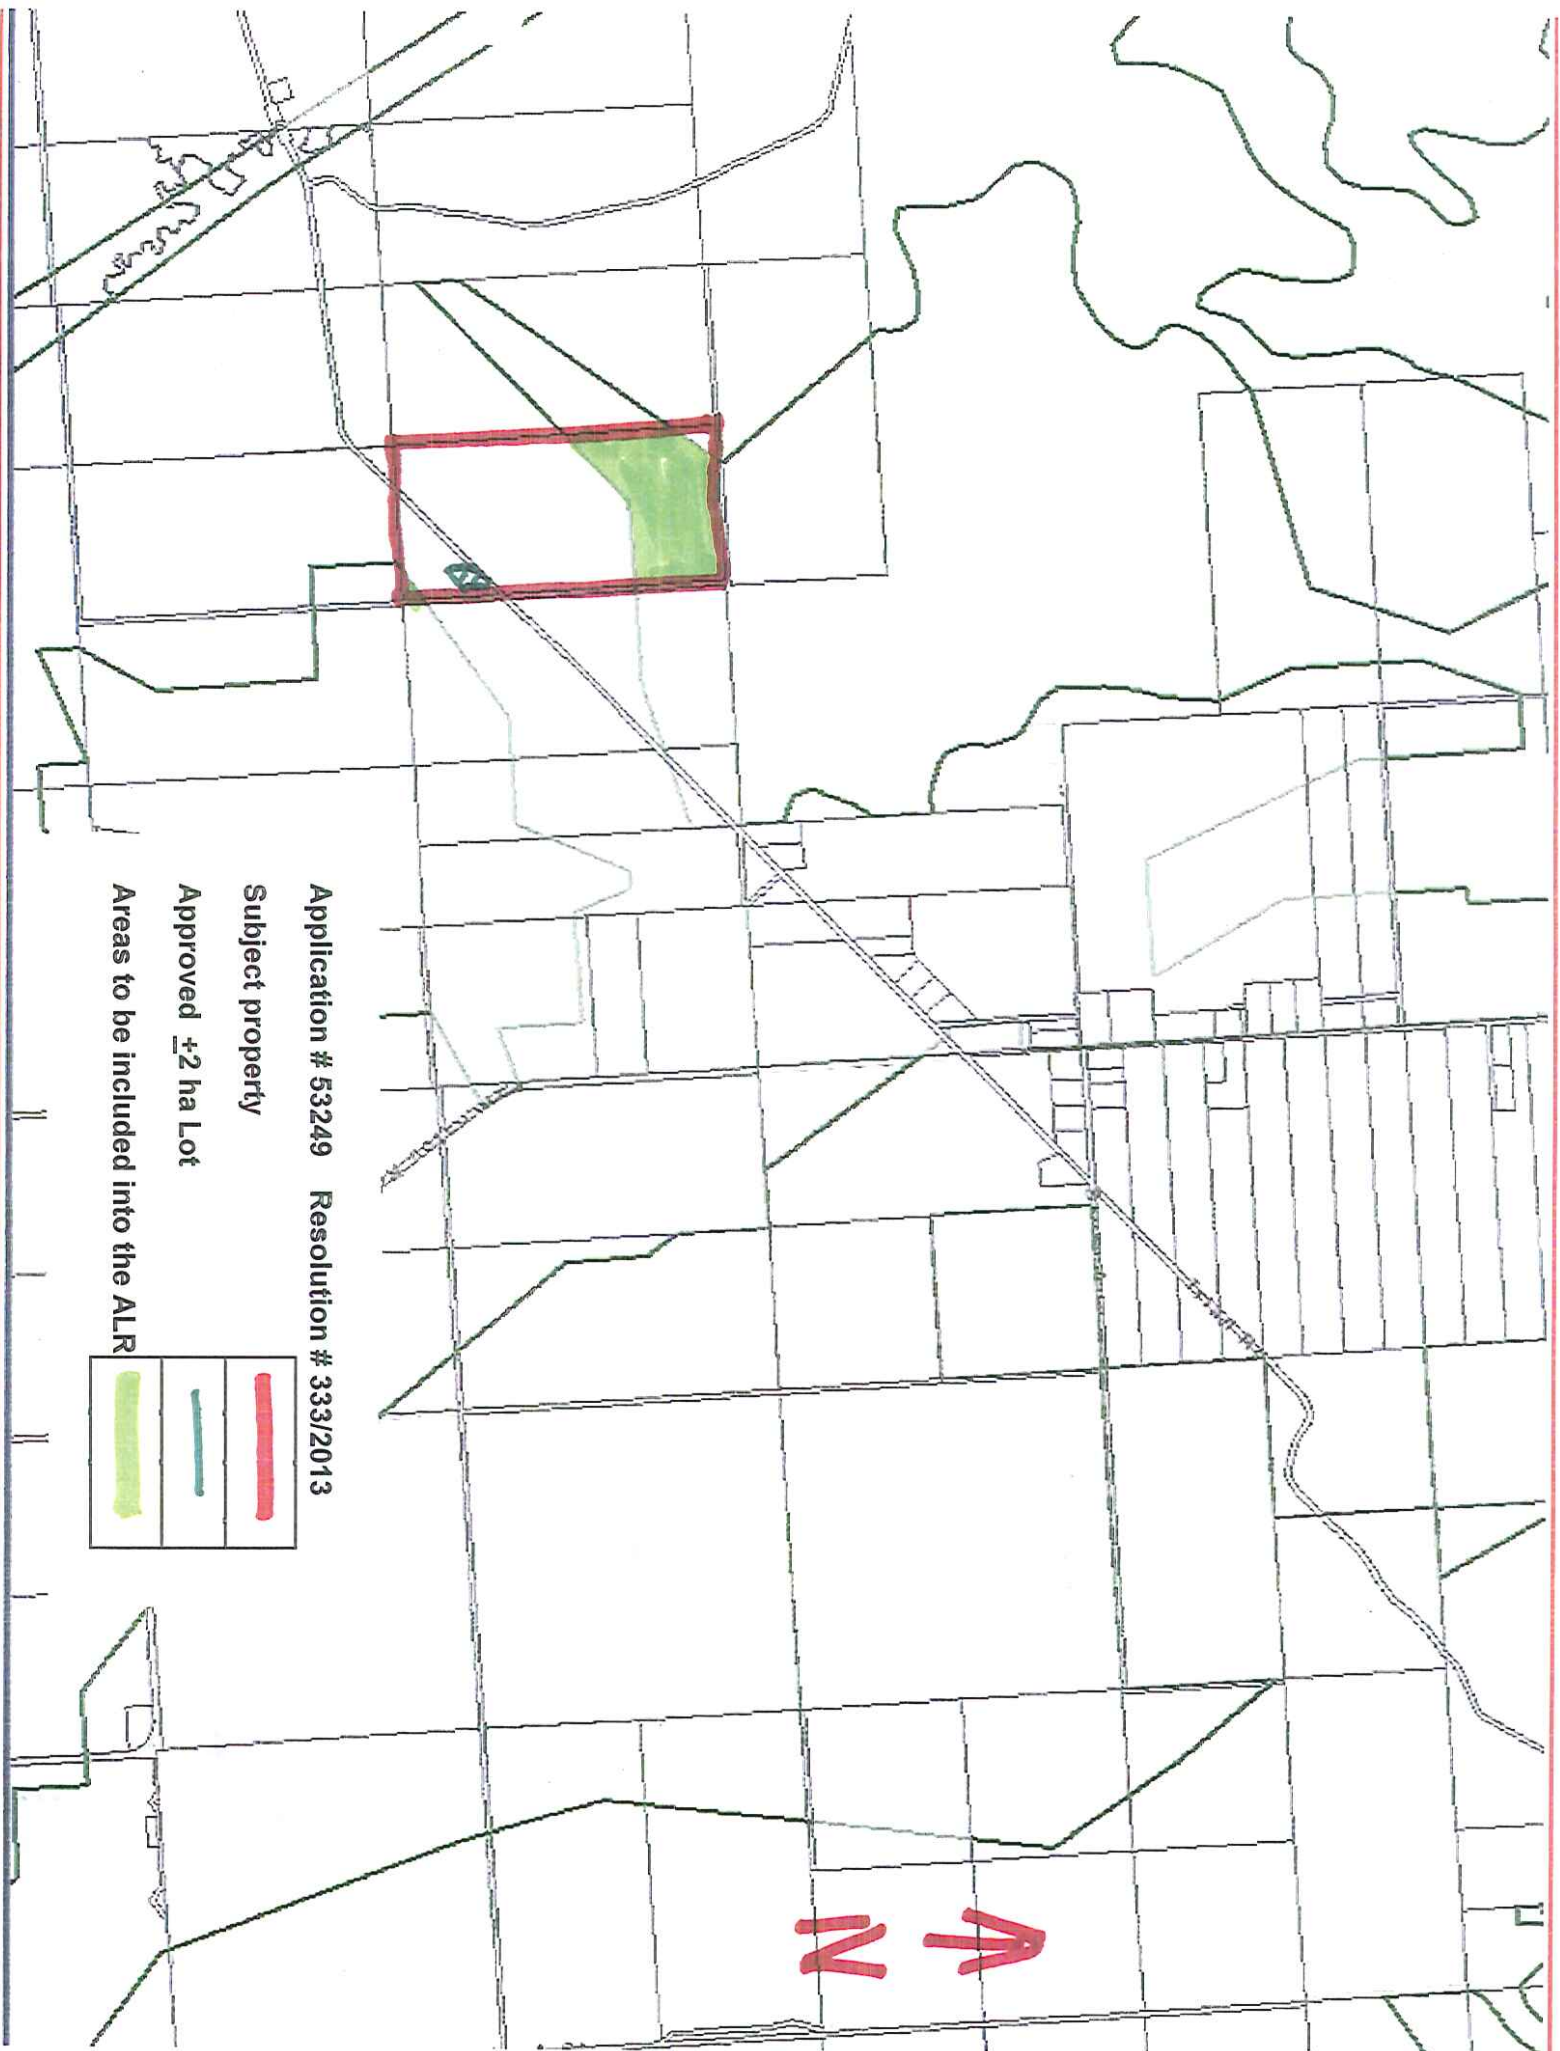 Application # 53249 Resolution # 333/2013
Subject property
Approved ±2 ha Lot
Areas to be included into the ALR
N